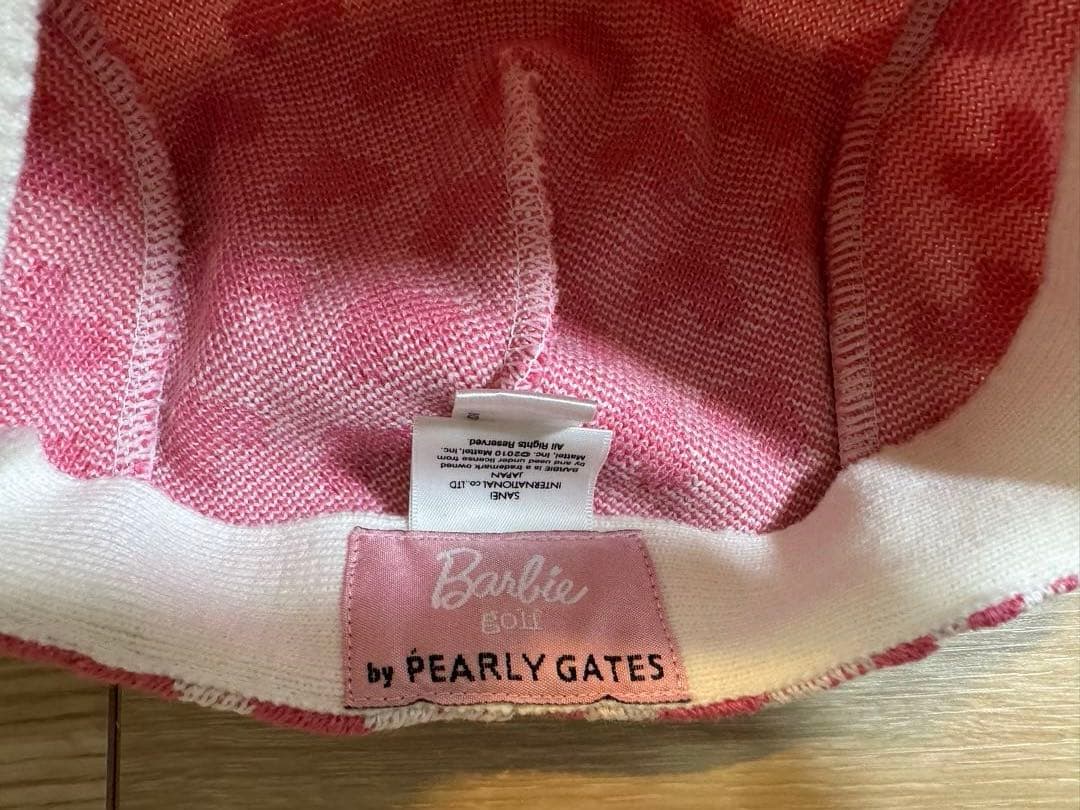 SANEI
INTERNATIONAL co.,LTD
JAPAN
BARBIE is a trademark owned
by and used under license from
Mattel, Inc. ©2010 Mattel, Inc.
All Rights Reserved.
Barbie
golf
by PEARLY GATES